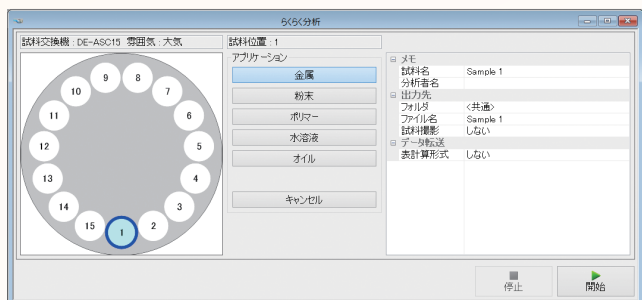 らくらく分析
試料交換機 : DE-ASC15 雰囲気 : 大気
試料位置 : 1
アプリケーション
金属
粉末
ポリマー
水溶液
オイル
キャンセル
1
2
3
4
5
6
7
8
9
10
11
12
13
14
15
メモ
試料名 Sample 1
分析者名
出力先
フォルダ <共通>
ファイル名 Sample 1
試料撮影 しない
データ転送
表計算形式 しない
停止
開始